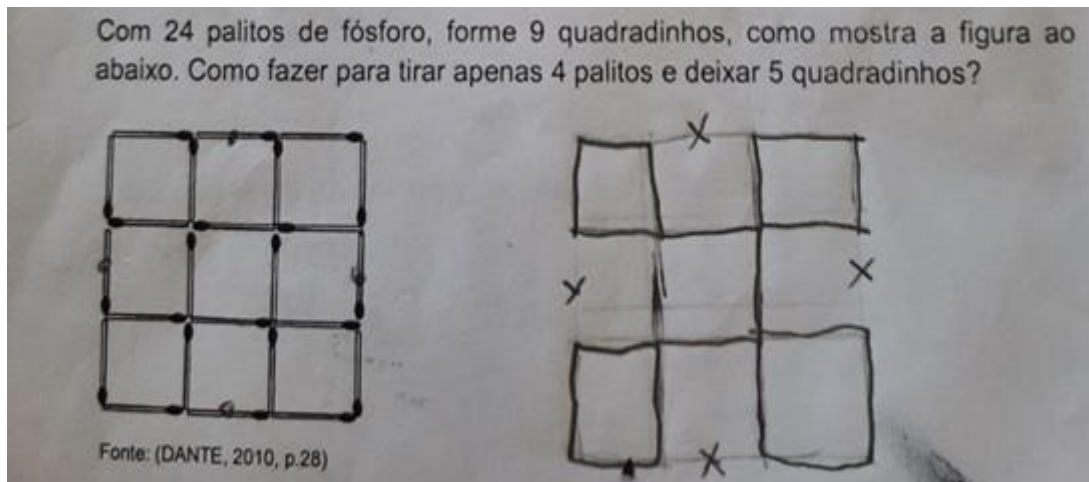 Com 24 palitos de fósforo, forme 9 quadradinhos, como mostra a figura ao
abaixo. Como fazer para tirar apenas 4 palitos e deixar 5 quadradinhos?
X
X
X
X
Fonte: (DANTE, 2010, p.28)